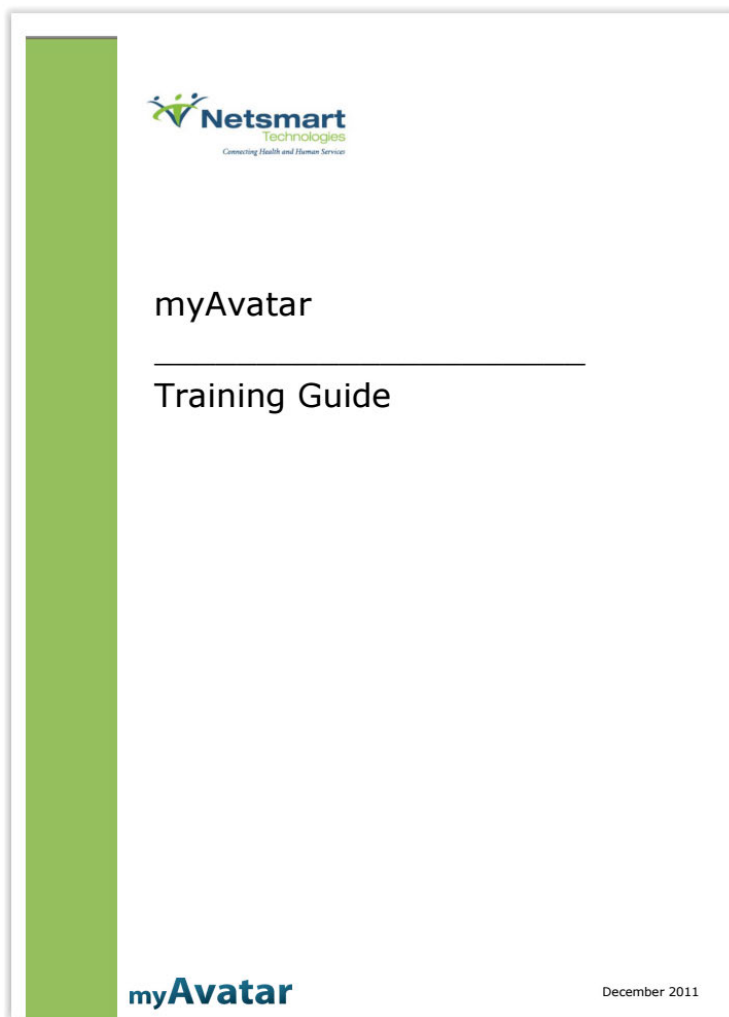 Netsmart
Technologies
Connecting Health and Human Services
myAvatar
Training Guide
myAvatar
December 2011